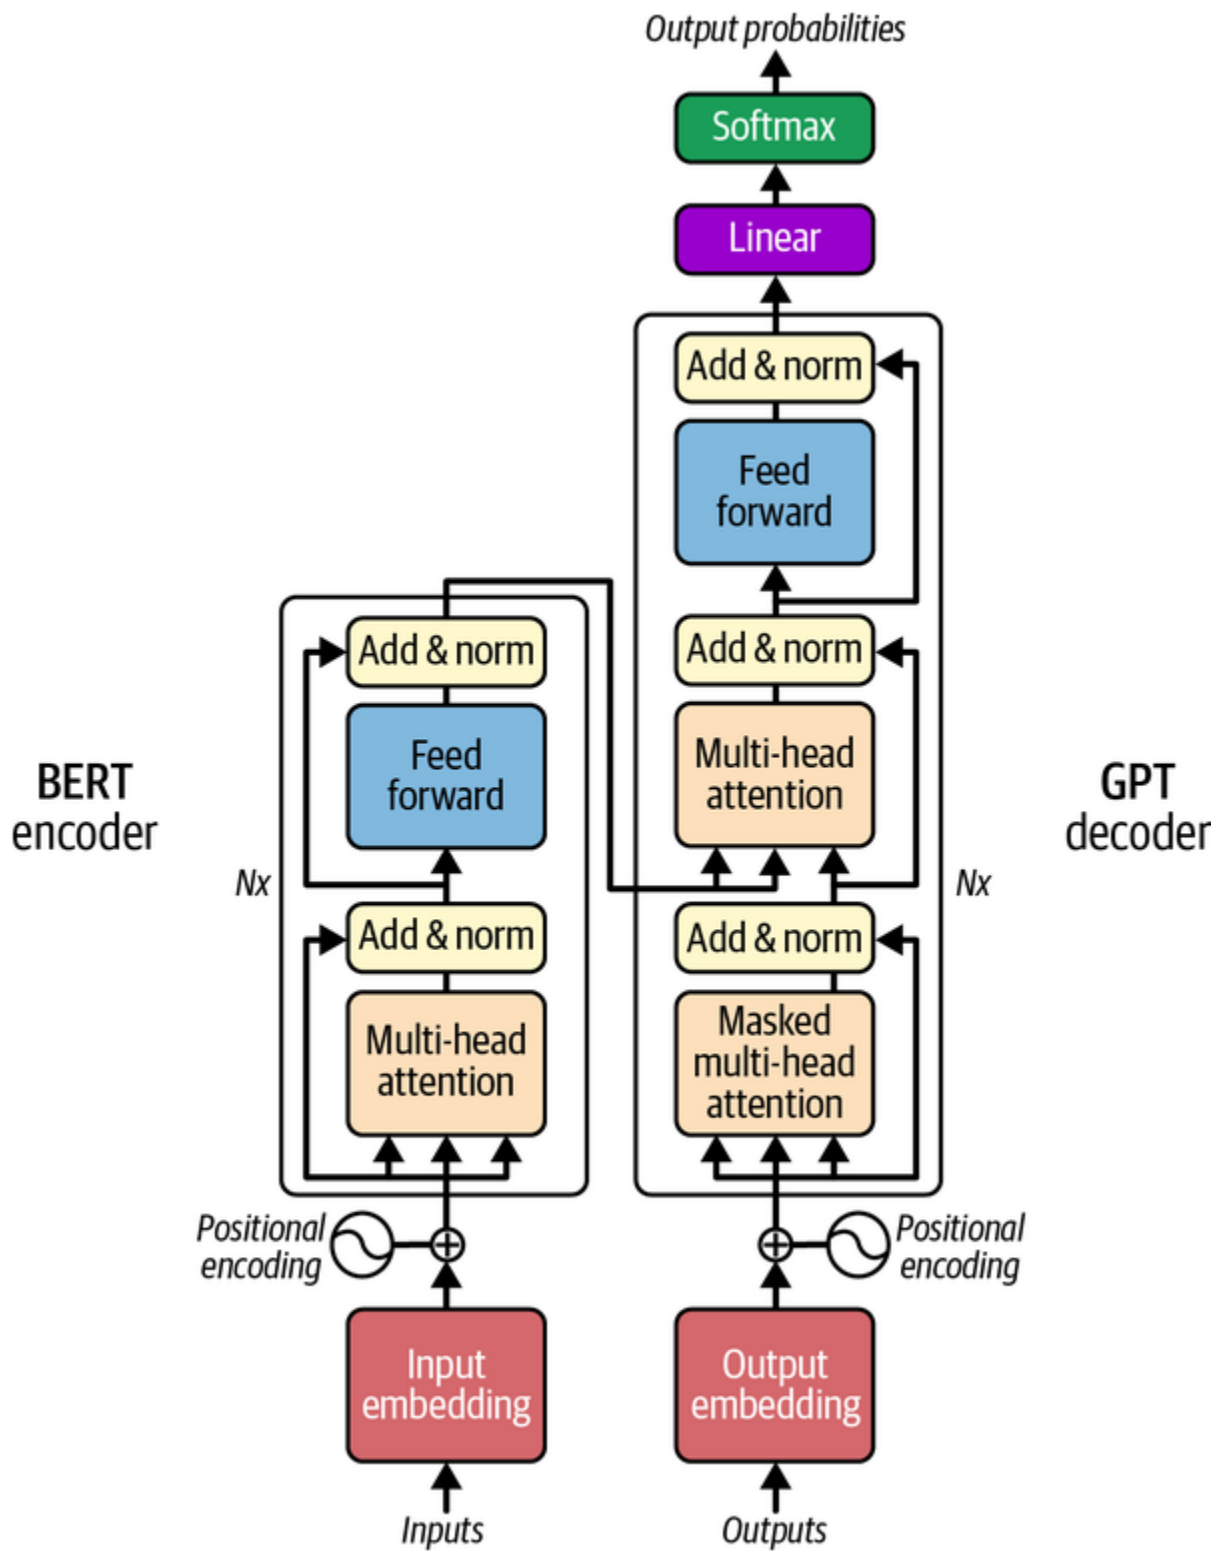 Output probabilities
Softmax
Linear
Add & norm
Feed
forward
Add & norm
Multi-head
attention
Add & norm
Masked
multi-head
attention
Nx
GPT
decoder
Add & norm
Feed
forward
Add & norm
Multi-head
attention
Nx
BERT
encoder
Positional
encoding
Positional
encoding
Input
embedding
Output
embedding
Inputs
Outputs